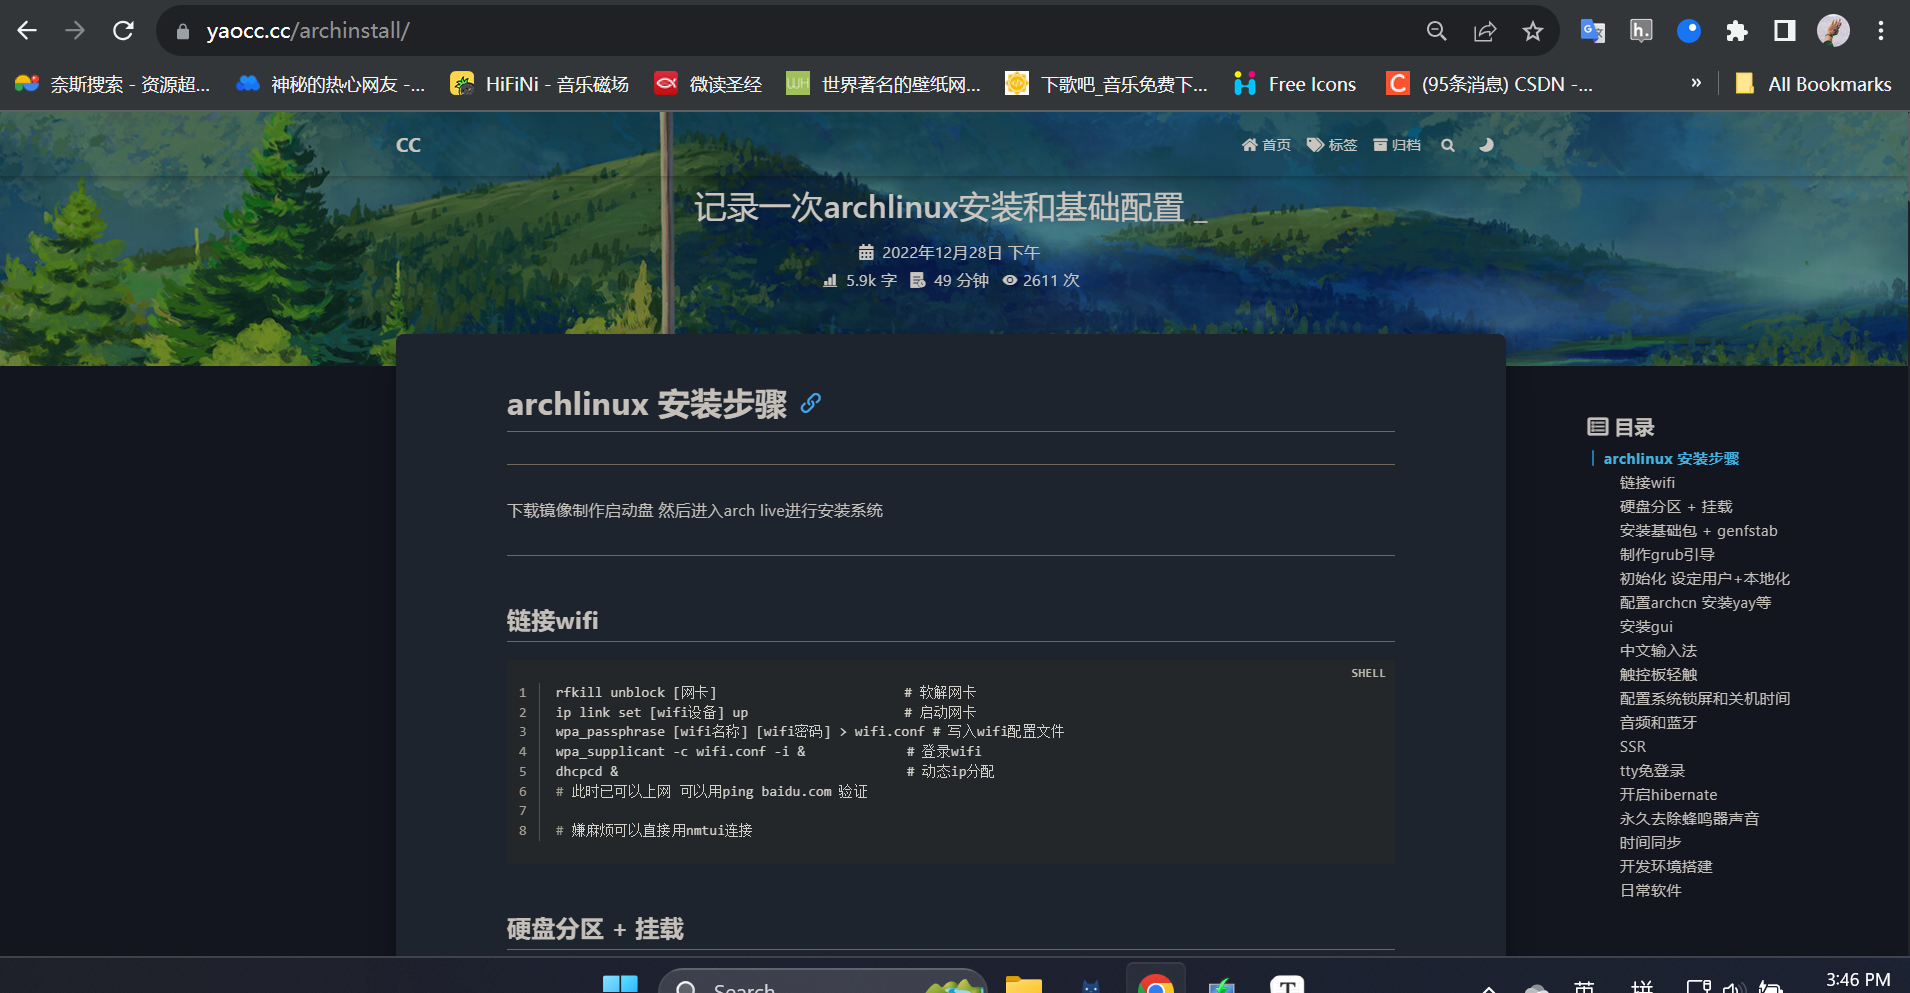 yaocc.cc/archinstall/
奈斯搜索 - 资源超...
神秘的热心网友 -...
HiFiNi - 音乐磁场
微读圣经
WH 世界著名的壁纸网...
下歌吧_音乐免费下...
Free Icons
C (95条消息) CSDN -...
»
All Bookmarks
CC
首页 标签 归档
记录一次archlinux安装和基础配置 _
2022年12月28日 下午
5.9k 字 49 分钟 2611 次
archlinux 安装步骤
下载镜像制作启动盘 然后进入arch live进行安装系统
链接wifi
SHELL
1 rfkill unblock [网卡] # 软解网卡
2 ip link set [wifi设备] up # 启动网卡
3 wpa_passphrase [wifi名称] [wifi密码] > wifi.conf # 写入wifi配置文件
4 wpa_supplicant -c wifi.conf -i & # 登录wifi
5 dhcpcd & # 动态ip分配
6 # 此时已可以上网 可以用ping baidu.com 验证
7
8 # 嫌麻烦可以直接用nmtui连接
硬盘分区 + 挂载
目录
archlinux 安装步骤
链接wifi
硬盘分区 + 挂载
安装基础包 + genfstab
制作grub引导
初始化 设定用户+本地化
配置archcn 安装yay等
安装gui
中文输入法
触控板轻触
配置系统锁屏和关机时间
音频和蓝牙
SSR
tty免登录
开启hibernate
永久去除蜂鸣器声音
时间同步
开发环境搭建
日常软件
Search
T
英 拼
3:46 PM